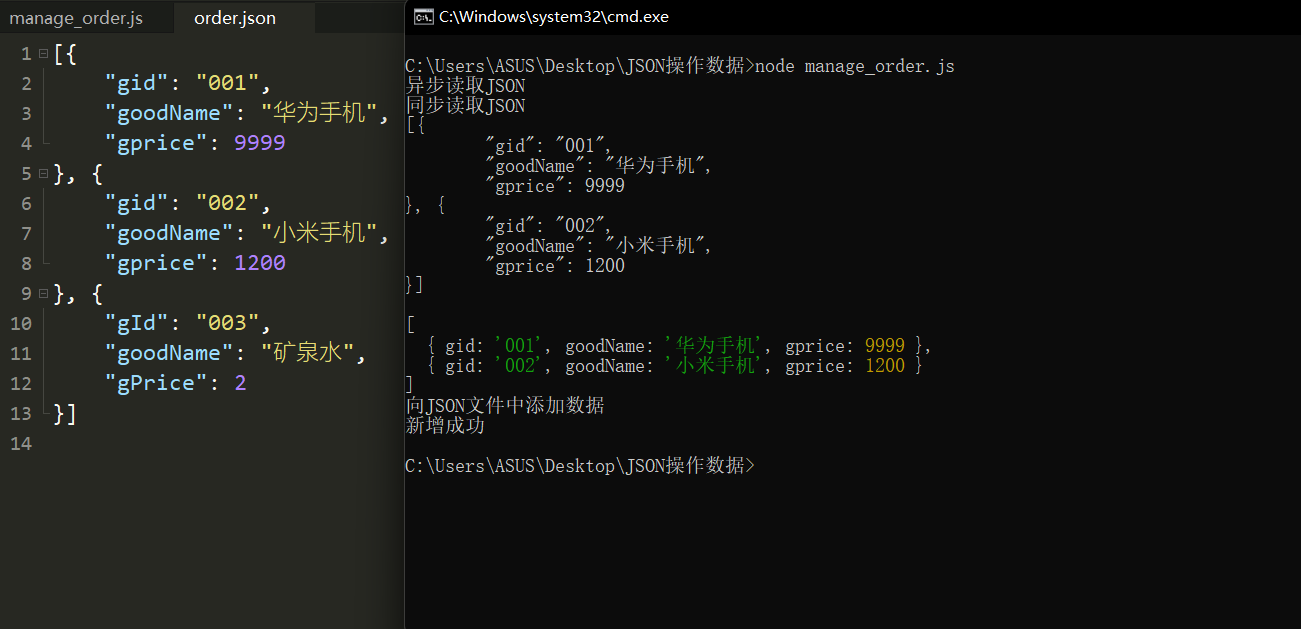 manage_order.js order.json
1 [{
2 "gid": "001",
3 "goodName": "华为手机",
4 "gprice": 9999
5 }, {
6 "gid": "002",
7 "goodName": "小米手机",
8 "gprice": 1200
9 }, {
10 "gId": "003",
11 "goodName": "矿泉水",
12 "gPrice": 2
13 }]
14
C:\Windows\system32\cmd.exe
C:\Users\ASUS\Desktop\JSON操作数据>node manage_order.js
异步读取JSON
同步读取JSON
[{
"gid": "001",
"goodName": "华为手机",
"gprice": 9999
}, {
"gid": "002",
"goodName": "小米手机",
"gprice": 1200
}]
[
{ gid: '001', goodName: '华为手机', gprice: 9999 },
{ gid: '002', goodName: '小米手机', gprice: 1200 }
]
向JSON文件中添加数据
新增成功
C:\Users\ASUS\Desktop\JSON操作数据>